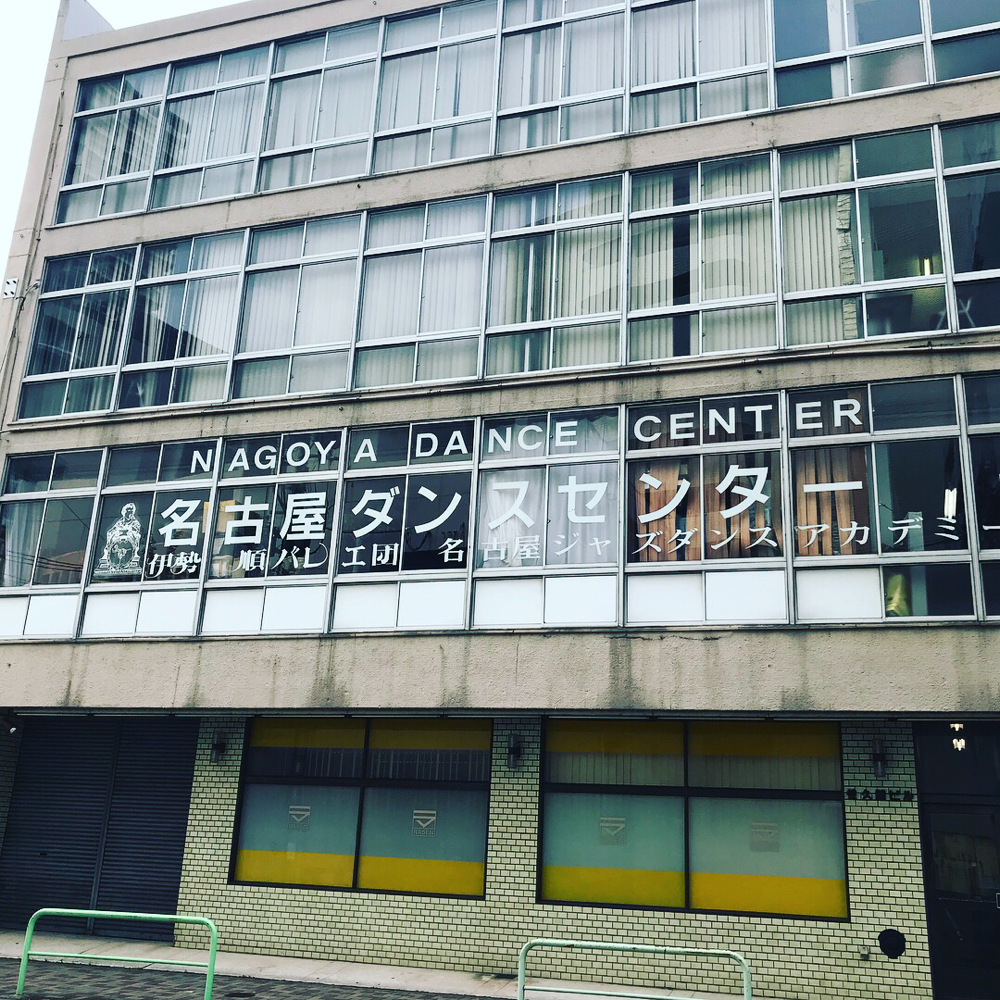 NAGOYA DANCE CENTER
名古屋ダンスセンター
伊勢 順バレエ団 名古屋ジャズダンスアカデミー